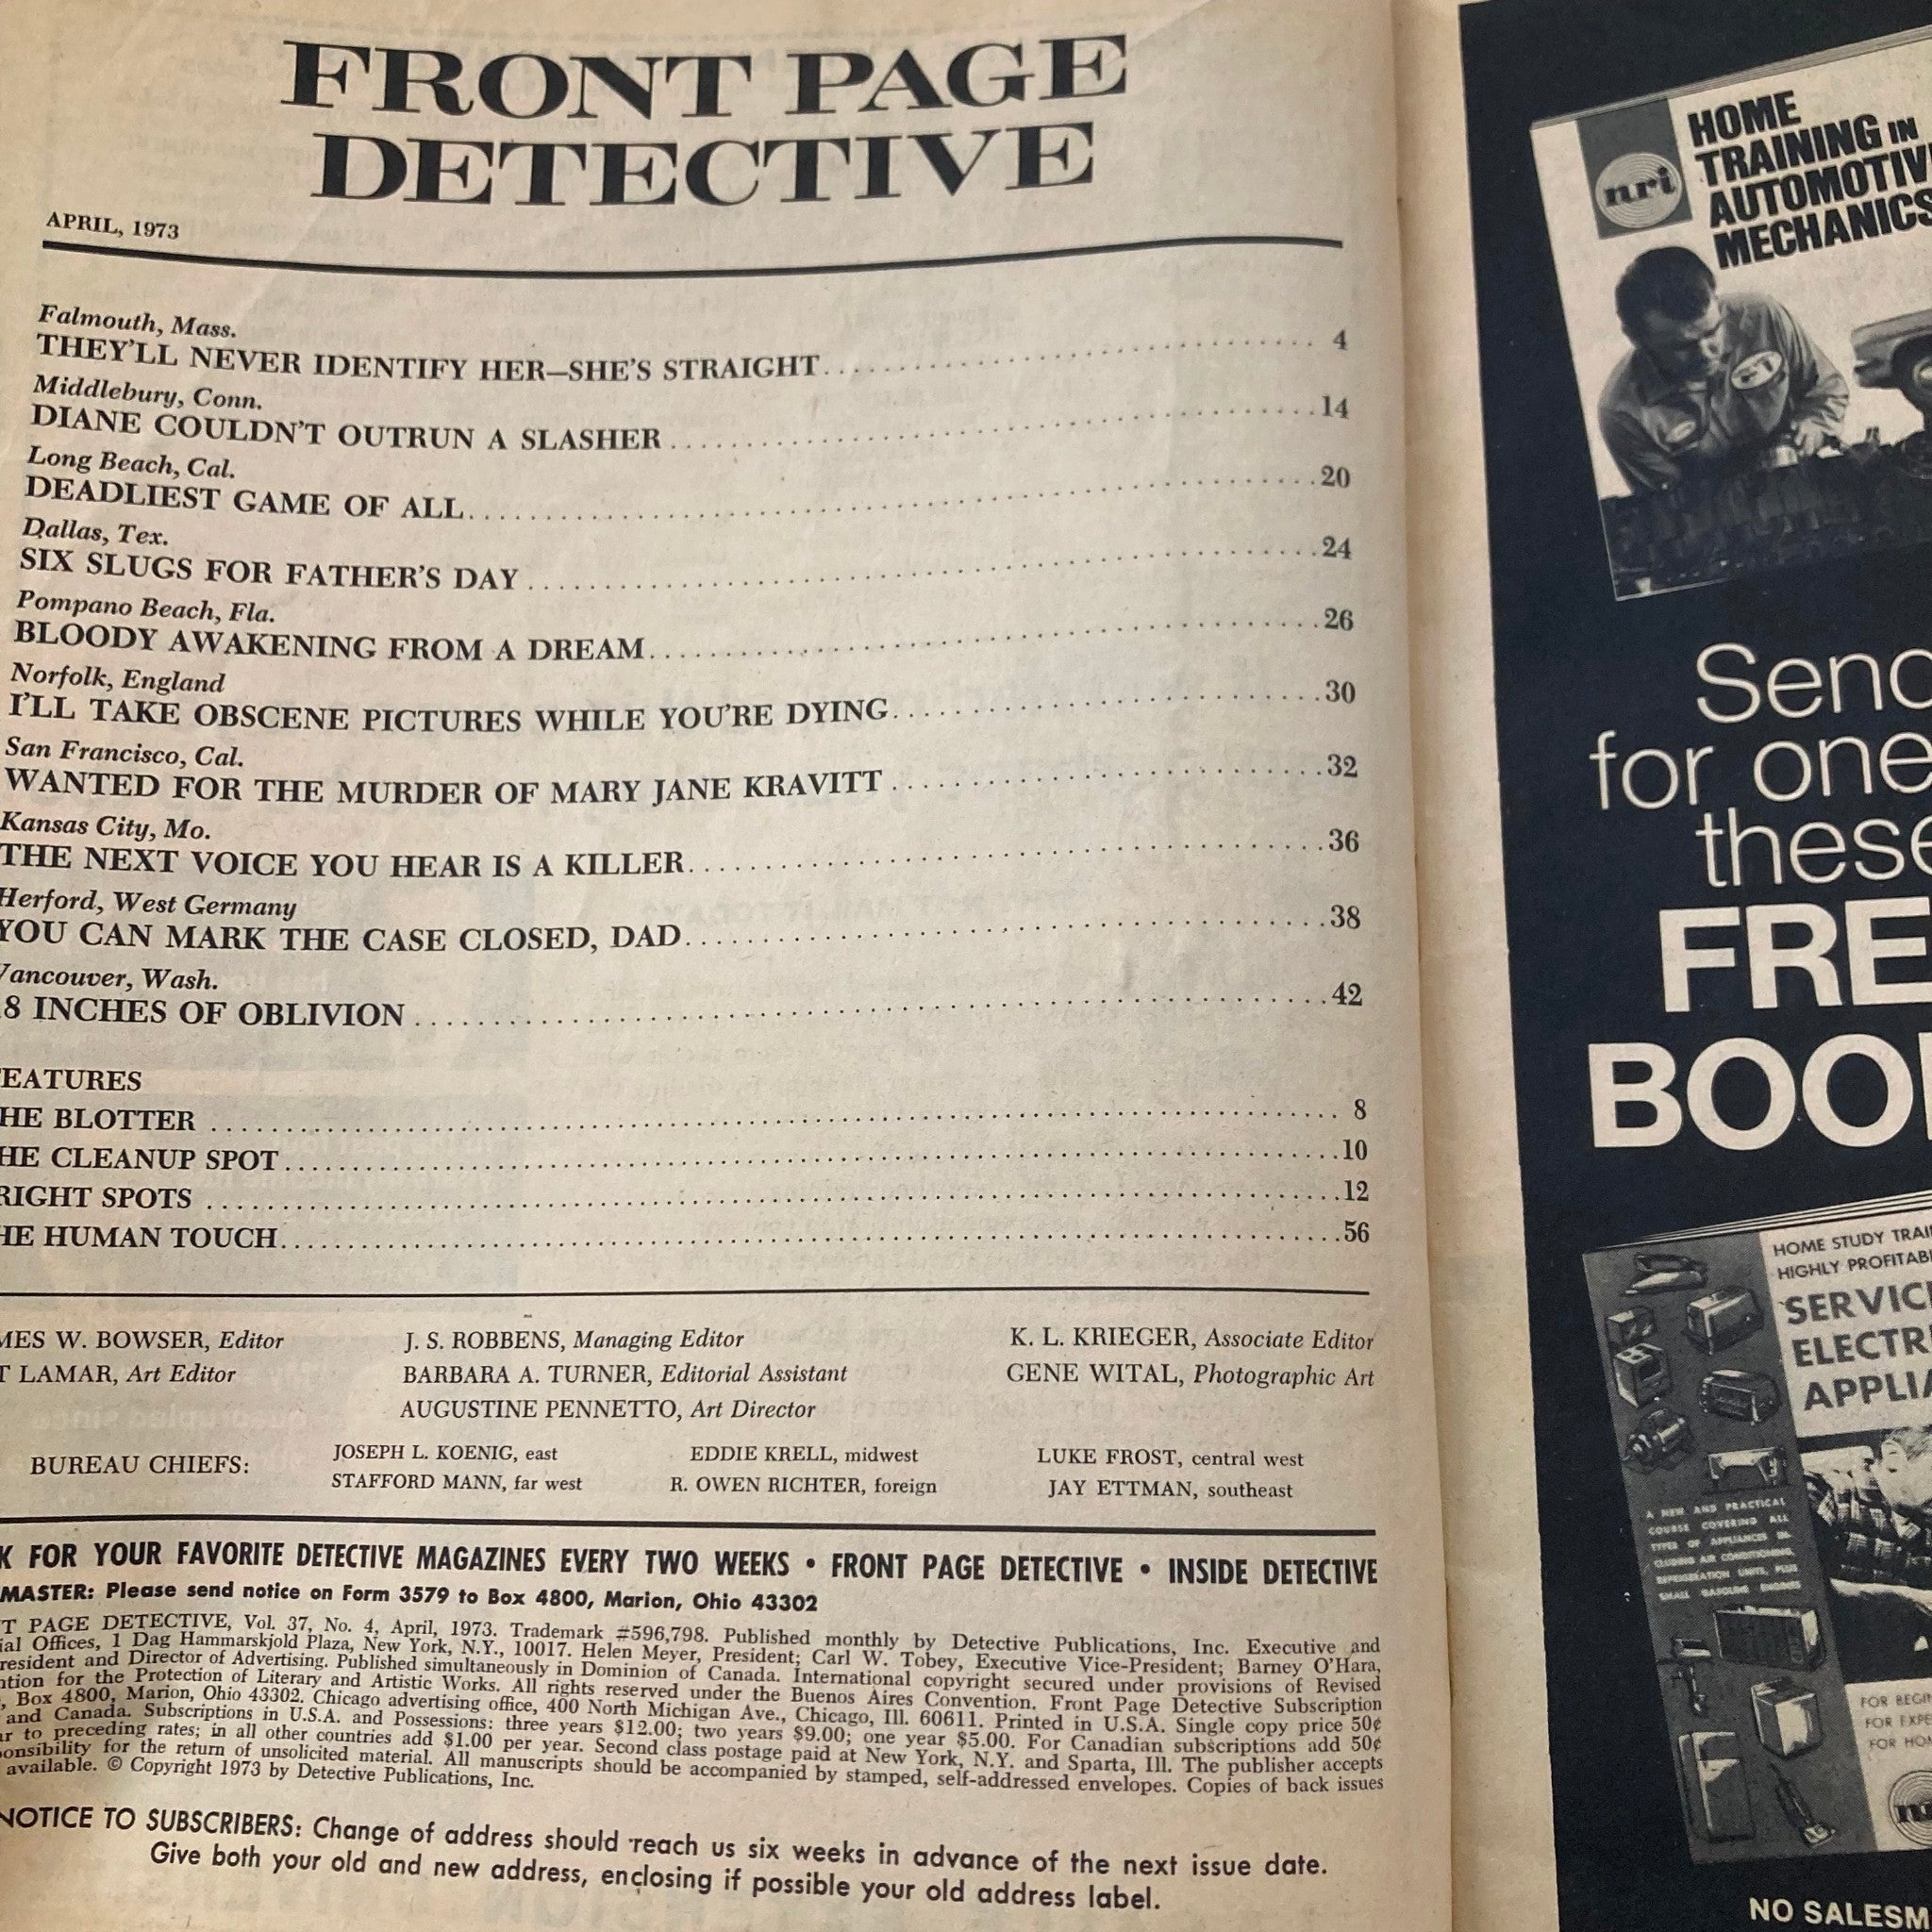 FRONT PAGE
DETECTIVE
APRIL, 1973
Falmouth, Mass.
THEY'LL NEVER IDENTIFY HER—SHE'S STRAIGHT 4
Middlebury, Conn.
DIANE COULDN'T OUTRUN A SLASHER 14
Long Beach, Cal.
DEADLIEST GAME OF ALL 20
Dallas, Tex.
SIX SLUGS FOR FATHER'S DAY 24
Pompano Beach, Fla.
BLOODY AWAKENING FROM A DREAM 26
Norfolk, England
I'LL TAKE OBSCENE PICTURES WHILE YOU'RE DYING 30
San Francisco, Cal.
WANTED FOR THE MURDER OF MARY JANE KRAVITT 32
Kansas City, Mo.
THE NEXT VOICE YOU HEAR IS A KILLER 36
Herford, West Germany
YOU CAN MARK THE CASE CLOSED, DAD 38
Vancouver, Wash.
8 INCHES OF OBLIVION 42
EATURES
HE BLOTTER 8
HE CLEANUP SPOT 10
RIGHT SPOTS 12
HE HUMAN TOUCH 56
MES W. BOWSER, Editor J. S. ROBBENS, Managing Editor K. L. KRIEGER, Associate Editor
T LAMAR, Art Editor BARBARA A. TURNER, Editorial Assistant GENE WITAL, Photographic Art
AUGUSTINE PENNETTO, Art Director
BUREAU CHIEFS: JOSEPH L. KOENIG, east EDDIE KRELL, midwest LUKE FROST, central west
STAFFORD MANN, far west R. OWEN RICHTER, foreign JAY ETTMAN, southeast
K FOR YOUR FAVORITE DETECTIVE MAGAZINES EVERY TWO WEEKS • FRONT PAGE DETECTIVE • INSIDE DETECTIVE
MASTER: Please send notice on Form 3579 to Box 4800, Marion, Ohio 43302
T PAGE DETECTIVE, Vol. 37, No. 4, April, 1973. Trademark #596,798. Published monthly by Detective Publications, Inc. Executive and
ial Offices, 1 Dag Hammarskjold Plaza, New York, N.Y., 10017. Helen Meyer, President; Carl W. Tobey, Executive Vice-President; Barney O'Hara,
resident and Director of Advertising. Published simultaneously in Dominion of Canada. International copyright secured under provisions of Revised
ntion for the Protection of Literary and Artistic Works. All rights reserved under the Buenos Aires Convention. Front Page Detective Subscription
, Box 4800, Marion, Ohio 43302. Chicago advertising office, 400 North Michigan Ave., Chicago, Ill. 60611. Printed in U.S.A. Single copy price 50¢
and Canada. Subscriptions in U.S.A. and Possessions: three years $12.00; two years $9.00; one year $5.00. For Canadian subscriptions add 50¢
ar to preceding rates; in all other countries add $1.00 per year. Second class postage paid at New York, N.Y. and Sparta, Ill. The publisher accepts
onsibility for the return of unsolicited material. All manuscripts should be accompanied by stamped, self-addressed envelopes. Copies of back issues
available. © Copyright 1973 by Detective Publications, Inc.
NOTICE TO SUBSCRIBERS: Change of address should reach us six weeks in advance of the next issue date.
Give both your old and new address, enclosing if possible your old address label.
nri
HOME
TRAINING IN
AUTOMOTIV
MECHANICS
Send
for one
these
FRE
BOO
HOME STUDY TRAI
HIGHLY PROFITAB
SERVIC
ELECTR
APPLIA
A NEW AND PRACTICAL
COURSE COVERING ALL
TYPES OF APPLIANCES IN-
CLUDING AIR CONDITIONING,
REFRIGERATION UNITS, PLUS
SMALL GASOLINE ENGINES
FOR BEGIN
FOR EXPE
FOR HOM
NO SALESM